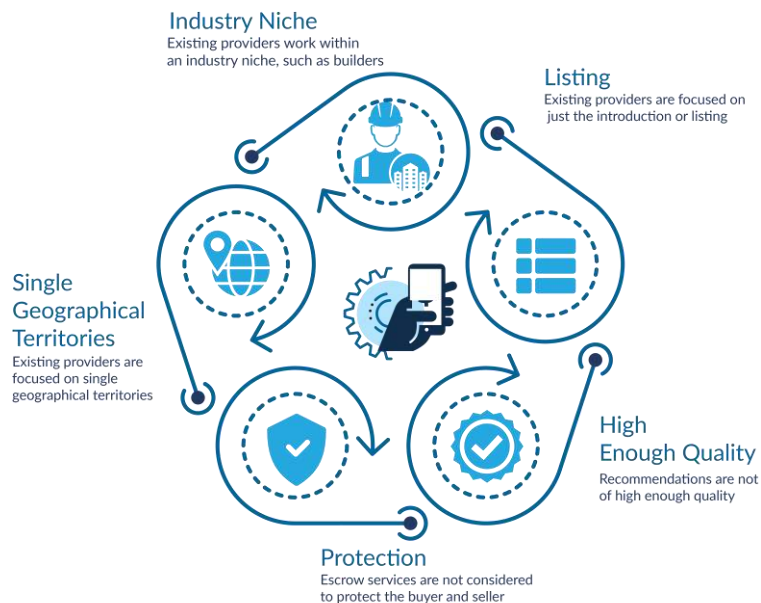 Industry Niche
Existing providers work within
an industry niche, such as builders
Listing
Existing providers are focused on
just the introduction or listing
Single
Geographical
Territories
Existing providers are
focused on single
geographical territories
High
Enough Quality
Recommendations are not
of high enough quality
Protection
Escrow services are not considered
to protect the buyer and seller